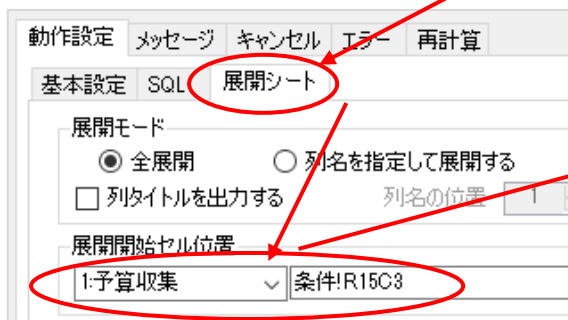 動作設定 メッセージ キャンセル エラー 再計算
基本設定 SQL 展開シート
展開モード
全展開 列名を指定して展開する
列タイトルを出力する 列名の位置 1
展開開始セル位置
1:予算収集 条件!R15C3